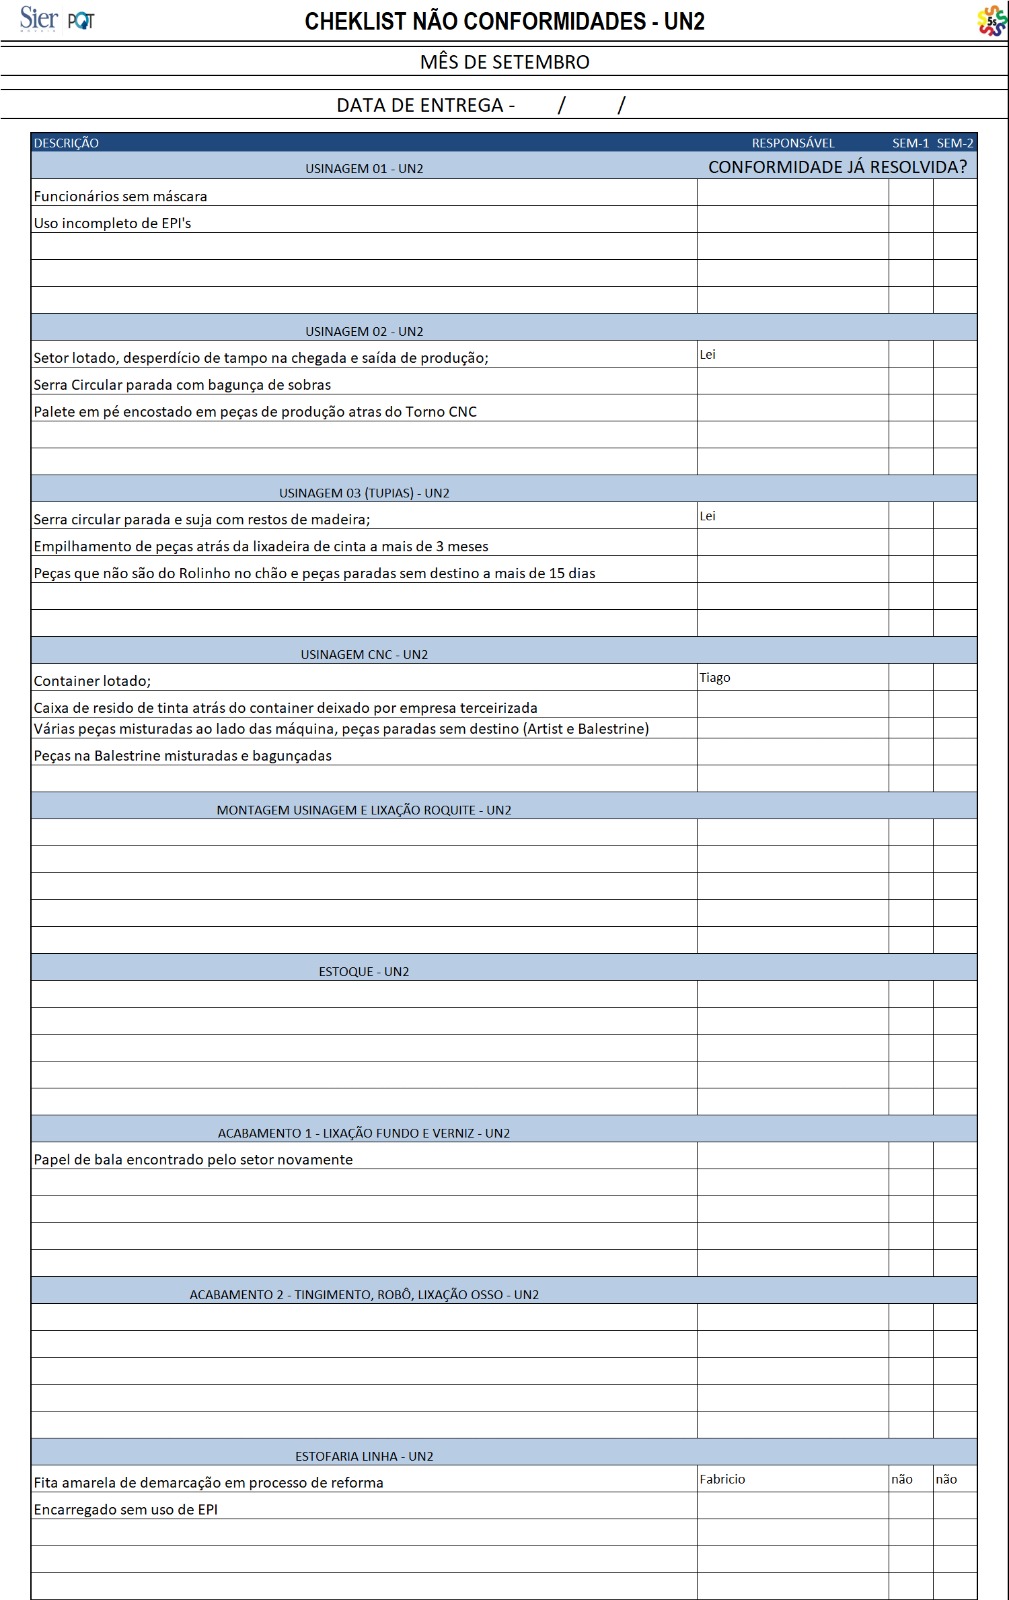 Sier PQT CHEKLIST NÃO CONFORMIDADES - UN2 5s
MÊS DE SETEMBRO
DATA DE ENTREGA - / /
DESCRIÇÃO RESPONSÁVEL SEM-1 SEM-2
USINAGEM 01 - UN2 CONFORMIDADE JÁ RESOLVIDA?
Funcionários sem máscara
Uso incompleto de EPI's
USINAGEM 02 - UN2
Setor lotado, desperdício de tampo na chegada e saída de produção; Lei
Serra Circular parada com bagunça de sobras
Palete em pé encostado em peças de produção atras do Torno CNC
USINAGEM 03 (TUPIAS) - UN2
Serra circular parada e suja com restos de madeira; Lei
Empilhamento de peças atrás da lixadeira de cinta a mais de 3 meses
Peças que não são do Rolinho no chão e peças paradas sem destino a mais de 15 dias
USINAGEM CNC - UN2
Container lotado; Tiago
Caixa de resido de tinta atrás do container deixado por empresa terceirizada
Várias peças misturadas ao lado das máquina, peças paradas sem destino (Artist e Balestrine)
Peças na Balestrine misturadas e bagunçadas
MONTAGEM USINAGEM E LIXAÇÃO ROQUITE - UN2
ESTOQUE - UN2
ACABAMENTO 1 - LIXAÇÃO FUNDO E VERNIZ - UN2
Papel de bala encontrado pelo setor novamente
ACABAMENTO 2 - TINGIMENTO, ROBÔ, LIXAÇÃO OSSO - UN2
ESTOFARIA LINHA - UN2
Fita amarela de demarcação em processo de reforma Fabricio não não
Encarregado sem uso de EPI